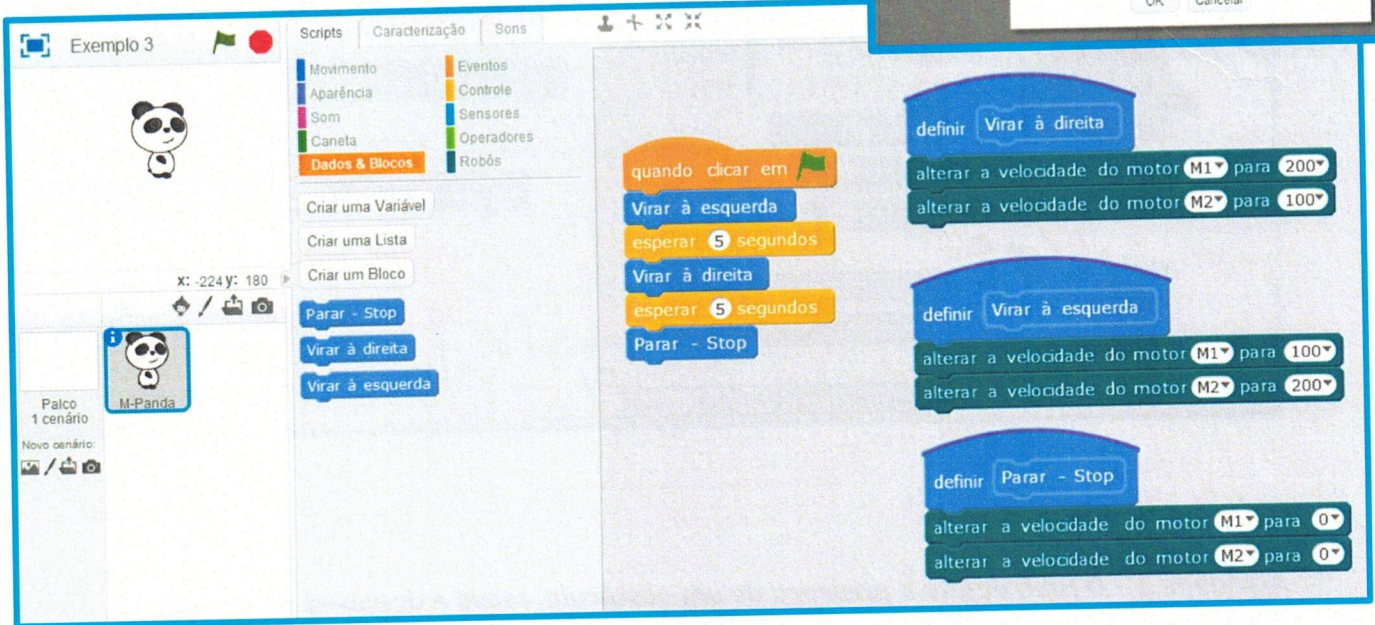 OK Cancelar
Exemplo 3
x: -224 y: 180
Palco
1 cenário
M-Panda
Novo cenário:
Scripts Caracterização Sons
Movimento
Aparência
Som
Caneta
Dados & Blocos
Eventos
Controle
Sensores
Operadores
Robôs
Criar uma Variável
Criar uma Lista
Criar um Bloco
Parar - Stop
Virar à direita
Virar à esquerda
quando clicar em
Virar à esquerda
esperar 5 segundos
Virar à direita
esperar 5 segundos
Parar - Stop
definir Virar à direita
alterar a velocidade do motor M1 para 200
alterar a velocidade do motor M2 para 100
definir Virar à esquerda
alterar a velocidade do motor M1 para 100
alterar a velocidade do motor M2 para 200
definir Parar - Stop
alterar a velocidade do motor M1 para 0
alterar a velocidade do motor M2 para 0